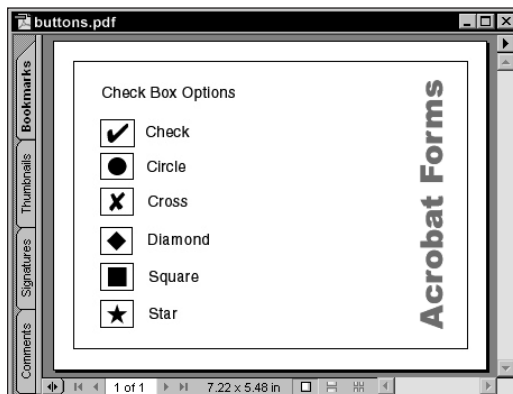 buttons.pdf
Bookmarks
Thumbnails
Signatures
Comments
Check Box Options
Check
Circle
Cross
Diamond
Square
Star
Acrobat Forms
1 of 1
7.22 x 5.48 in